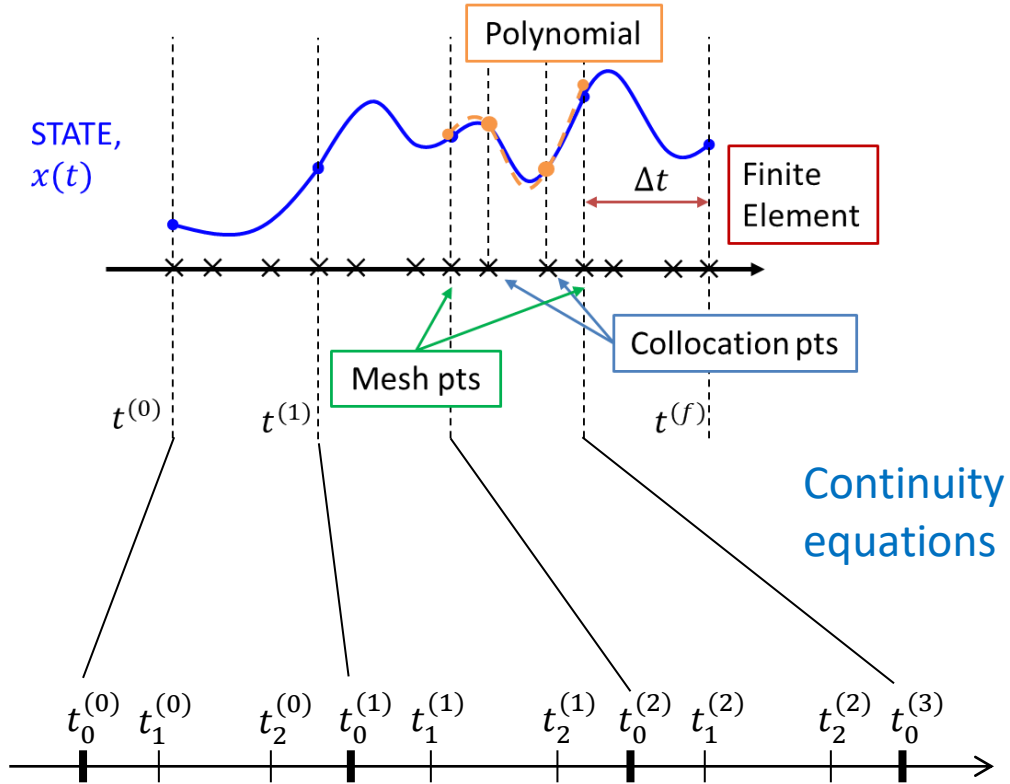 Polynomial
STATE,
x(t)
Δt
Finite
Element
Collocation pts
Mesh pts
t^{(0)} t^{(1)} t^{(f)}
Continuity
equations
t_0^{(0)} t_1^{(0)} t_2^{(0)} t_0^{(1)} t_1^{(1)} t_2^{(1)} t_0^{(2)} t_1^{(2)} t_2^{(2)} t_0^{(3)}